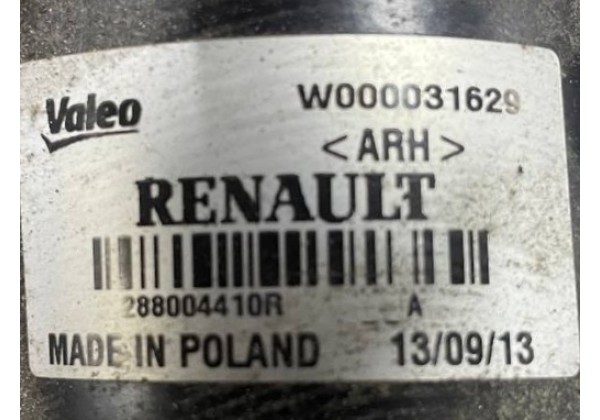 Valeo W000031629
<ARH>
RENAULT
288004410R A
MADE IN POLAND 13/09/13